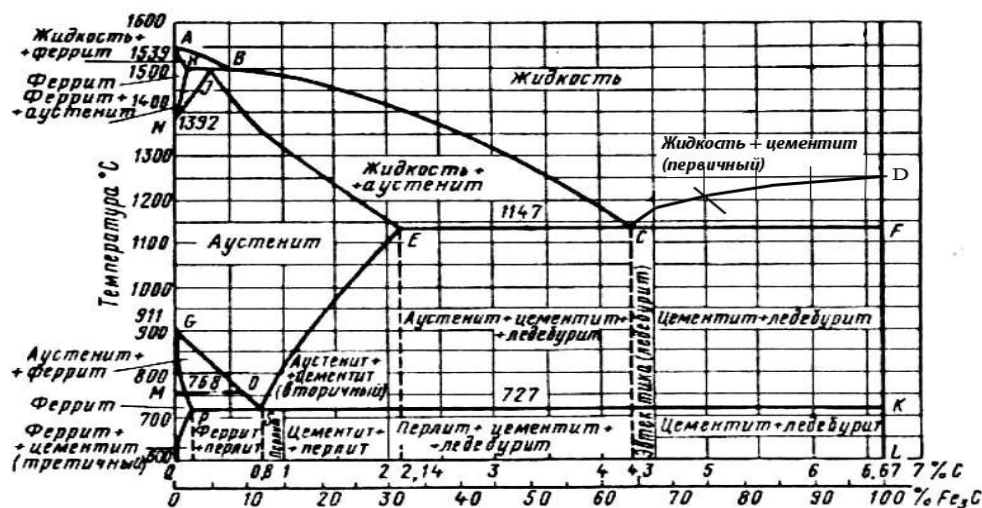 1600
Жидкость+
+феррит
1539
A
H
B
1500
Феррит
Феррит+
+аустенит
J
1400
N
1392
1300
1200
1100
1000
911
900
800
700
600
Температура °C
Жидкость
Жидкость+
+аустенит
Жидкость + цементит
(первичный)
D
1147
E
C
F
Аустенит
G
Аустенит+
+феррит
M
768
O
Аустенит+
+цементит
(вторичный)
Аустенит+цементит+
+ледебурит
Эвтектика (ледебурит)
Цементит+ледебурит
727
K
Феррит
P
S
Феррит+
+цементит
(третичный)
Феррит
+перлит
Перлит
Цементит+
+перлит
Перлит+цементит+
+ледебурит
Цементит+ледебурит
L
0 0,8 1 2 2,14 3 4 4,3 5 6 6,67 7 % C
0 10 20 30 40 50 60 70 80 90 100
% Fe3C